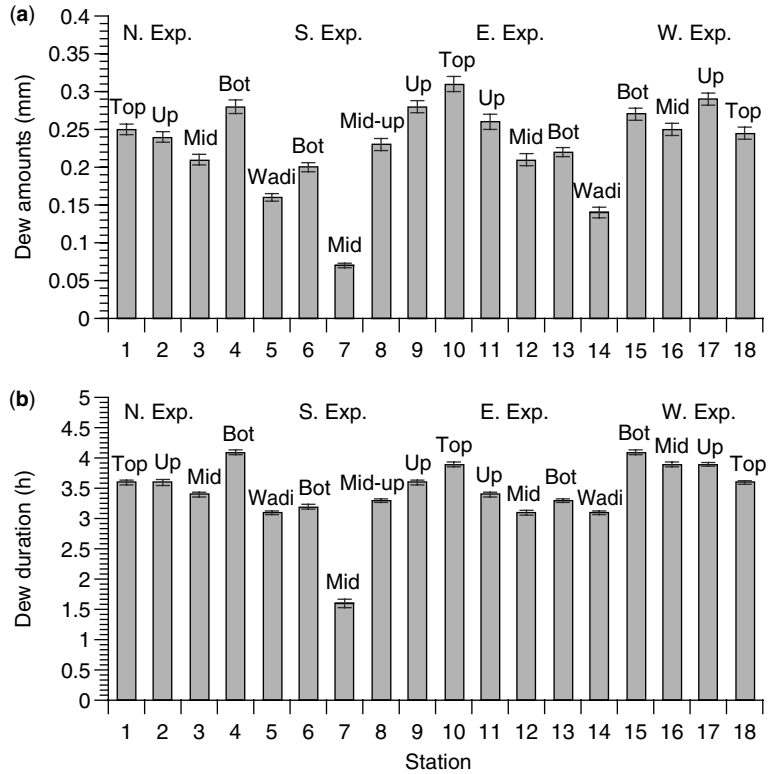 (a)
N. Exp. S. Exp. E. Exp. W. Exp.
Dew amounts (mm)
0.4
0.35
0.3
0.25
0.2
0.15
0.1
0.05
0
Top Up Mid Bot Wadi Bot Mid Mid-up Up Top Up Mid Bot Wadi Bot Mid Up Top
1 2 3 4 5 6 7 8 9 10 11 12 13 14 15 16 17 18
(b)
N. Exp. S. Exp. E. Exp. W. Exp.
Dew duration (h)
5
4.5
4
3.5
3
2.5
2
1.5
1
0.5
0
Top Up Mid Bot Wadi Bot Mid Mid-up Up Top Up Mid Bot Wadi Bot Mid Up Top
1 2 3 4 5 6 7 8 9 10 11 12 13 14 15 16 17 18
Station